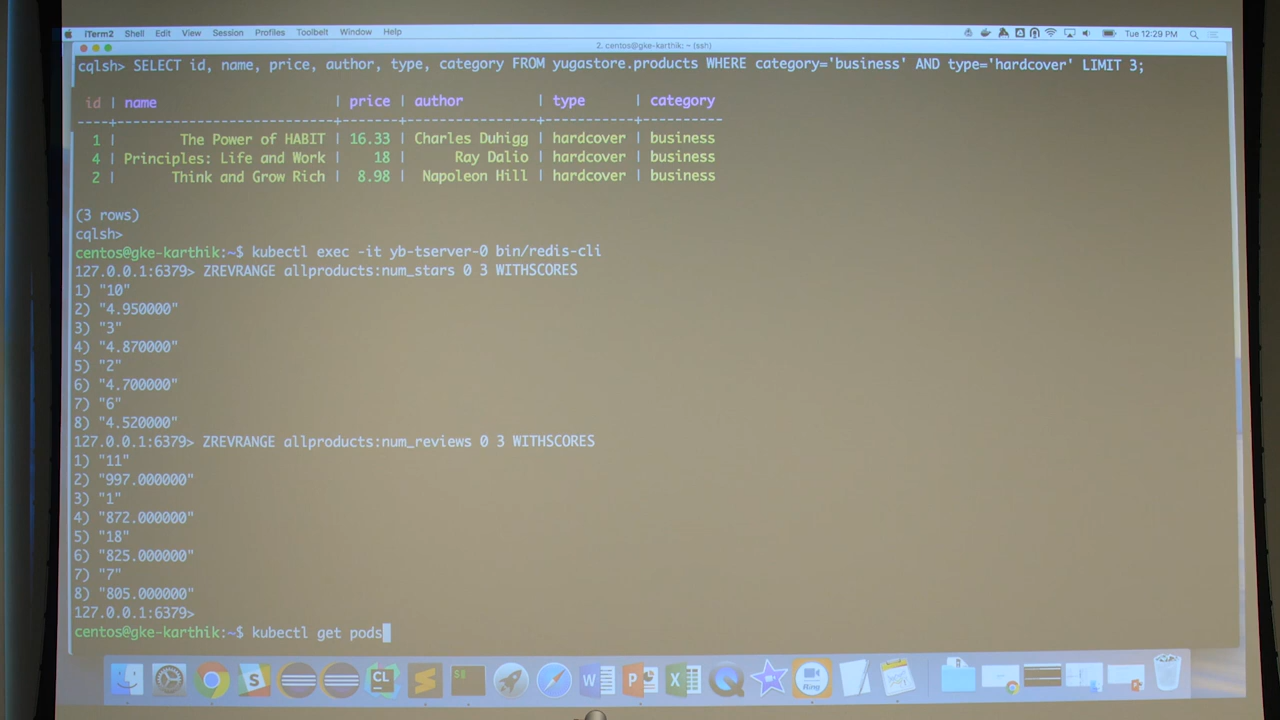 iTerm2 Shell Edit View Session Profiles Toolbelt Window Help Tue 12:29 PM
2. centos@gke-karthik: ~ (ssh)
cqlsh> SELECT id, name, price, author, type, category FROM yugastore.products WHERE category='business' AND type='hardcover' LIMIT 3;
id | name | price | author | type | category
----+---------------------------+-------+----------------+-----------+----------
1 | The Power of HABIT | 16.33 | Charles Duhigg | hardcover | business
4 | Principles: Life and Work | 18 | Ray Dalio | hardcover | business
2 | Think and Grow Rich | 8.98 | Napoleon Hill | hardcover | business
(3 rows)
cqlsh>
centos@gke-karthik:~$ kubectl exec -it yb-tserver-0 bin/redis-cli
127.0.0.1:6379> ZREVRANGE allproducts:num_stars 0 3 WITHSCORES
1) "10"
2) "4.950000"
3) "3"
4) "4.870000"
5) "2"
6) "4.700000"
7) "6"
8) "4.520000"
127.0.0.1:6379> ZREVRANGE allproducts:num_reviews 0 3 WITHSCORES
1) "11"
2) "997.000000"
3) "1"
4) "872.000000"
5) "18"
6) "825.000000"
7) "7"
8) "805.000000"
127.0.0.1:6379>
centos@gke-karthik:~$ kubectl get pods
CL
Ring